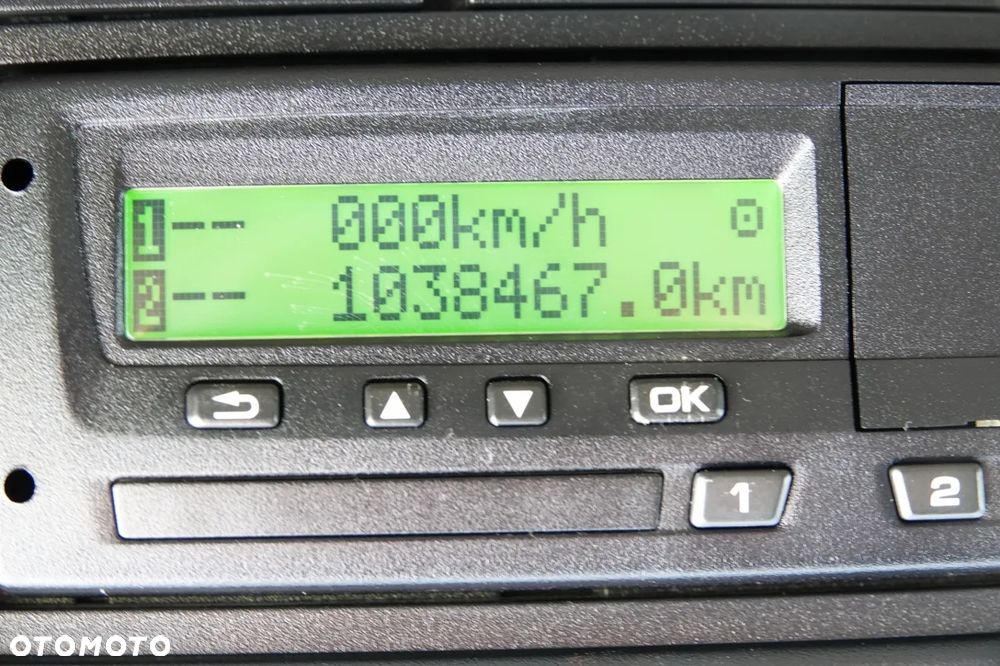 1-- 000km/h ⊙
2-- 1038467.0km
OK
1 2
OTOMOTO